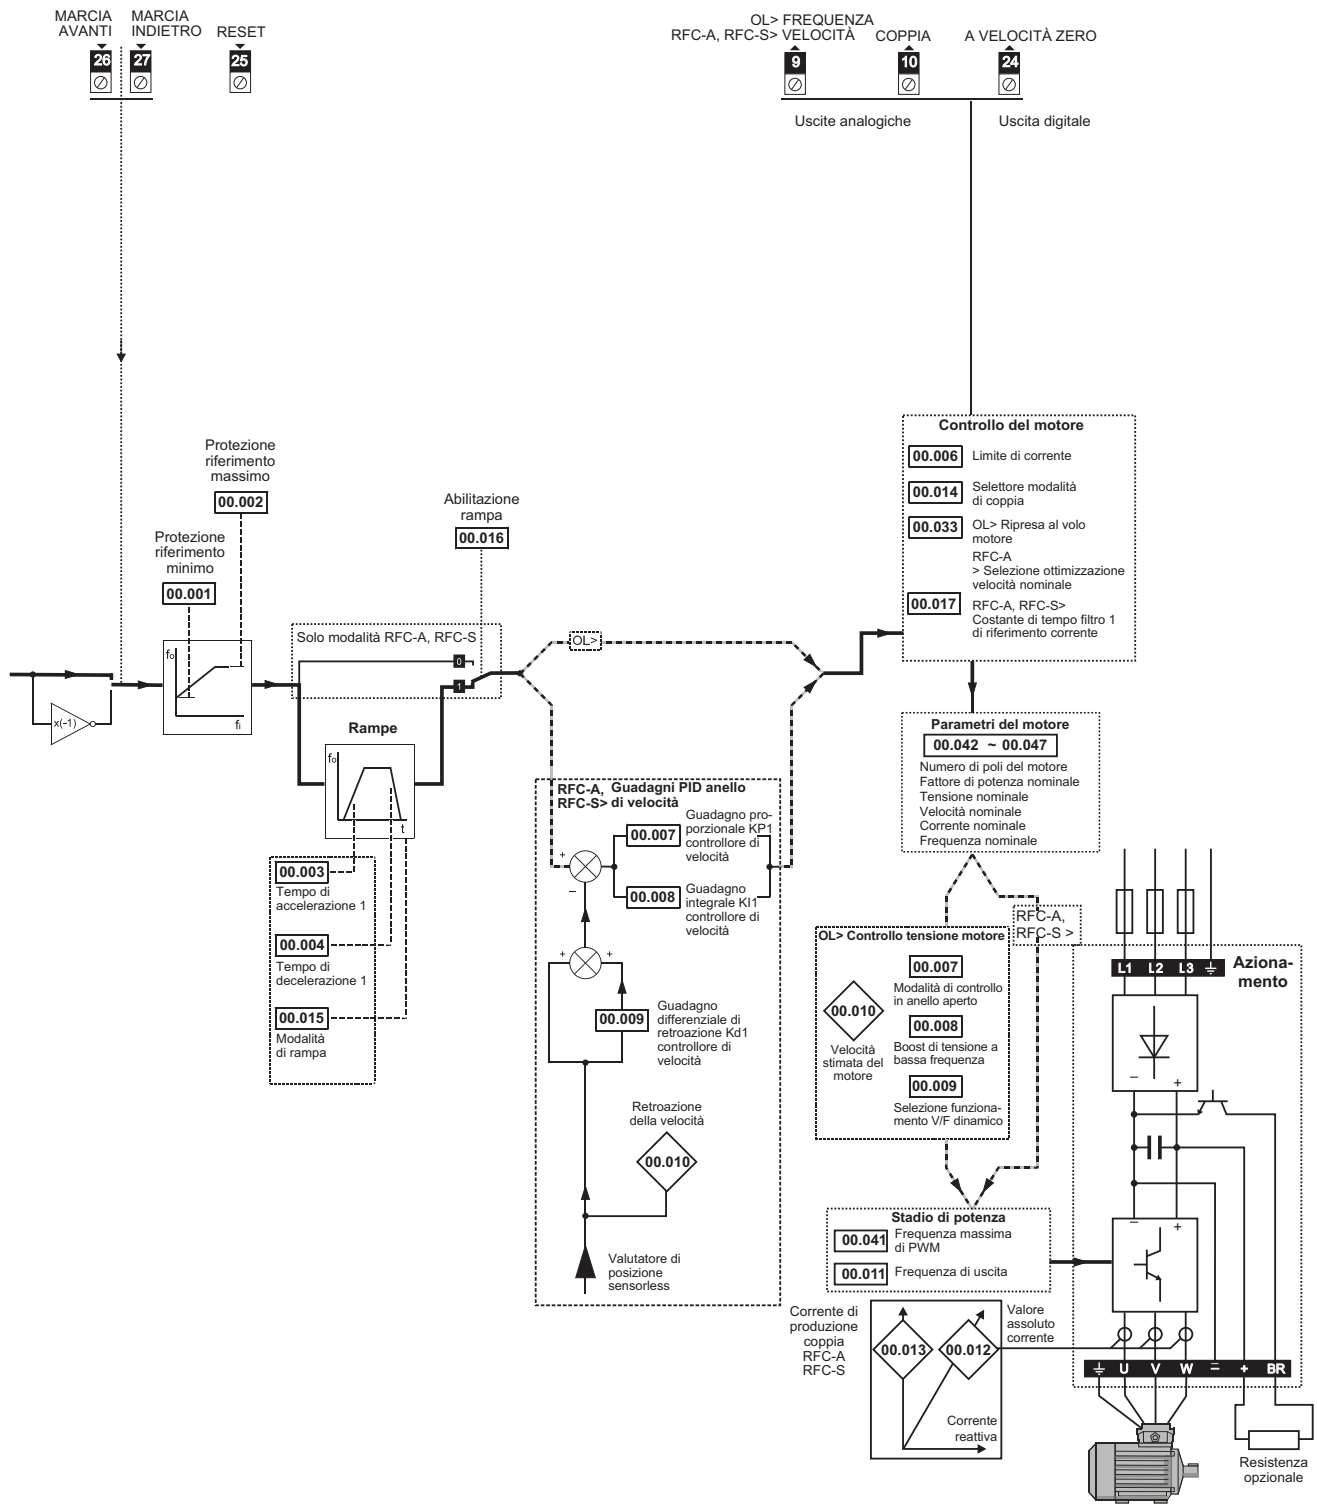 MARCIA
AVANTI
MARCIA
INDIETRO
RESET
26
27
25
OL> FREQUENZA
RFC-A, RFC-S> VELOCITÀ
COPPIA
A VELOCITÀ ZERO
9
10
24
Uscite analogiche
Uscita digitale
Protezione
riferimento
massimo
00.002
Protezione
riferimento
minimo
00.001
Abilitazione
rampa
00.016
Solo modalità RFC-A, RFC-S
0
1
OL>
x(-1)
fo
fi
Rampe
fo
t
00.003
Tempo di
accelerazione 1
00.004
Tempo di
decelerazione 1
00.015
Modalità
di rampa
RFC-A,
RFC-S>
Guadagni PID anello
di velocità
+
−
00.007
Guadagno pro-
porzionale KP1
controllore di
velocità
00.008
Guadagno
integrale KI1
controllore di
velocità
+
+
00.009
Guadagno
differenziale di
retroazione Kd1
controllore di
velocità
Retroazione
della velocità
00.010
Valutatore di
posizione
sensorless
Controllo del motore
00.006
Limite di corrente
00.014
Selettore modalità
di coppia
00.033
OL> Ripresa al volo
motore
RFC-A
> Selezione ottimizzazione
velocità nominale
00.017
RFC-A, RFC-S>
Costante di tempo filtro 1
di riferimento corrente
Parametri del motore
00.042 ~ 00.047
Numero di poli del motore
Fattore di potenza nominale
Tensione nominale
Velocità nominale
Corrente nominale
Frequenza nominale
RFC-A,
RFC-S >
OL> Controllo tensione motore
00.007
Modalità di controllo
in anello aperto
00.010
Velocità
stimata del
motore
00.008
Boost di tensione a
bassa frequenza
00.009
Selezione funziona-
mento V/F dinamico
Stadio di potenza
00.041
Frequenza massima
di PWM
00.011
Frequenza di uscita
Corrente di
produzione
coppia
RFC-A
RFC-S
00.013
00.012
Valore
assoluto
corrente
Corrente
reattiva
L1 L2 L3
Aziona-
mento
−
+
−
+
U V W = + BR
Resistenza
opzionale